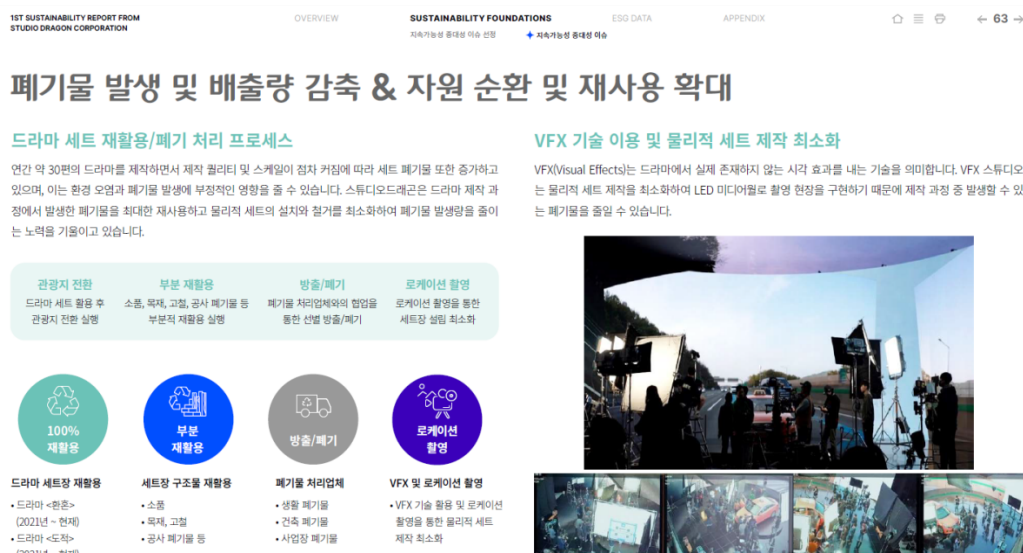 1ST SUSTAINABILITY REPORT FROM
STUDIO DRAGON CORPORATION
OVERVIEW
SUSTAINABILITY FOUNDATIONS
ESG DATA
APPENDIX
← 63 →
지속가능성 중대성 이슈 선정
지속가능성 중대성 이슈
폐기물 발생 및 배출량 감축 & 자원 순환 및 재사용 확대
드라마 세트 재활용/폐기 처리 프로세스
연간 약 30편의 드라마를 제작하면서 제작 퀄리티 및 스케일이 점차 커짐에 따라 세트 폐기물 또한 증가하고
있으며, 이는 환경 오염과 폐기물 발생에 부정적인 영향을 줄 수 있습니다. 스튜디오드래곤은 드라마 제작 과
정에서 발생한 폐기물을 최대한 재사용하고 물리적 세트의 설치와 철거를 최소화하여 폐기물 발생량을 줄이
는 노력을 기울이고 있습니다.
관광지 전환
드라마 세트 활용 후
관광지 전환 실행
부분 재활용
소품, 목재, 고철, 공사 폐기물 등
부분적 재활용 실행
방출/폐기
폐기물 처리업체와의 협업을
통한 선별 방출/폐기
로케이션 촬영
로케이션 촬영을 통한
세트장 설립 최소화
100%
재활용
부분
재활용
방출/폐기
로케이션
촬영
드라마 세트장 재활용
• 드라마 <환혼>
(2021년 ~ 현재)
• 드라마 <도적>
(2021년 ~ 현재)
세트장 구조물 재활용
• 소품
• 목재, 고철
• 공사 폐기물 등
폐기물 처리업체
• 생활 폐기물
• 건축 폐기물
• 사업장 폐기물
VFX 및 로케이션 촬영
• VFX 기술 활용 및 로케이션
촬영을 통한 물리적 세트
제작 최소화
VFX 기술 이용 및 물리적 세트 제작 최소화
VFX(Visual Effects)는 드라마에서 실제 존재하지 않는 시각 효과를 내는 기술을 의미합니다. VFX 스튜디오
는 물리적 세트 제작을 최소화하여 LED 미디어월로 촬영 현장을 구현하기 때문에 제작 과정 중 발생할 수 있
는 폐기물을 줄일 수 있습니다.